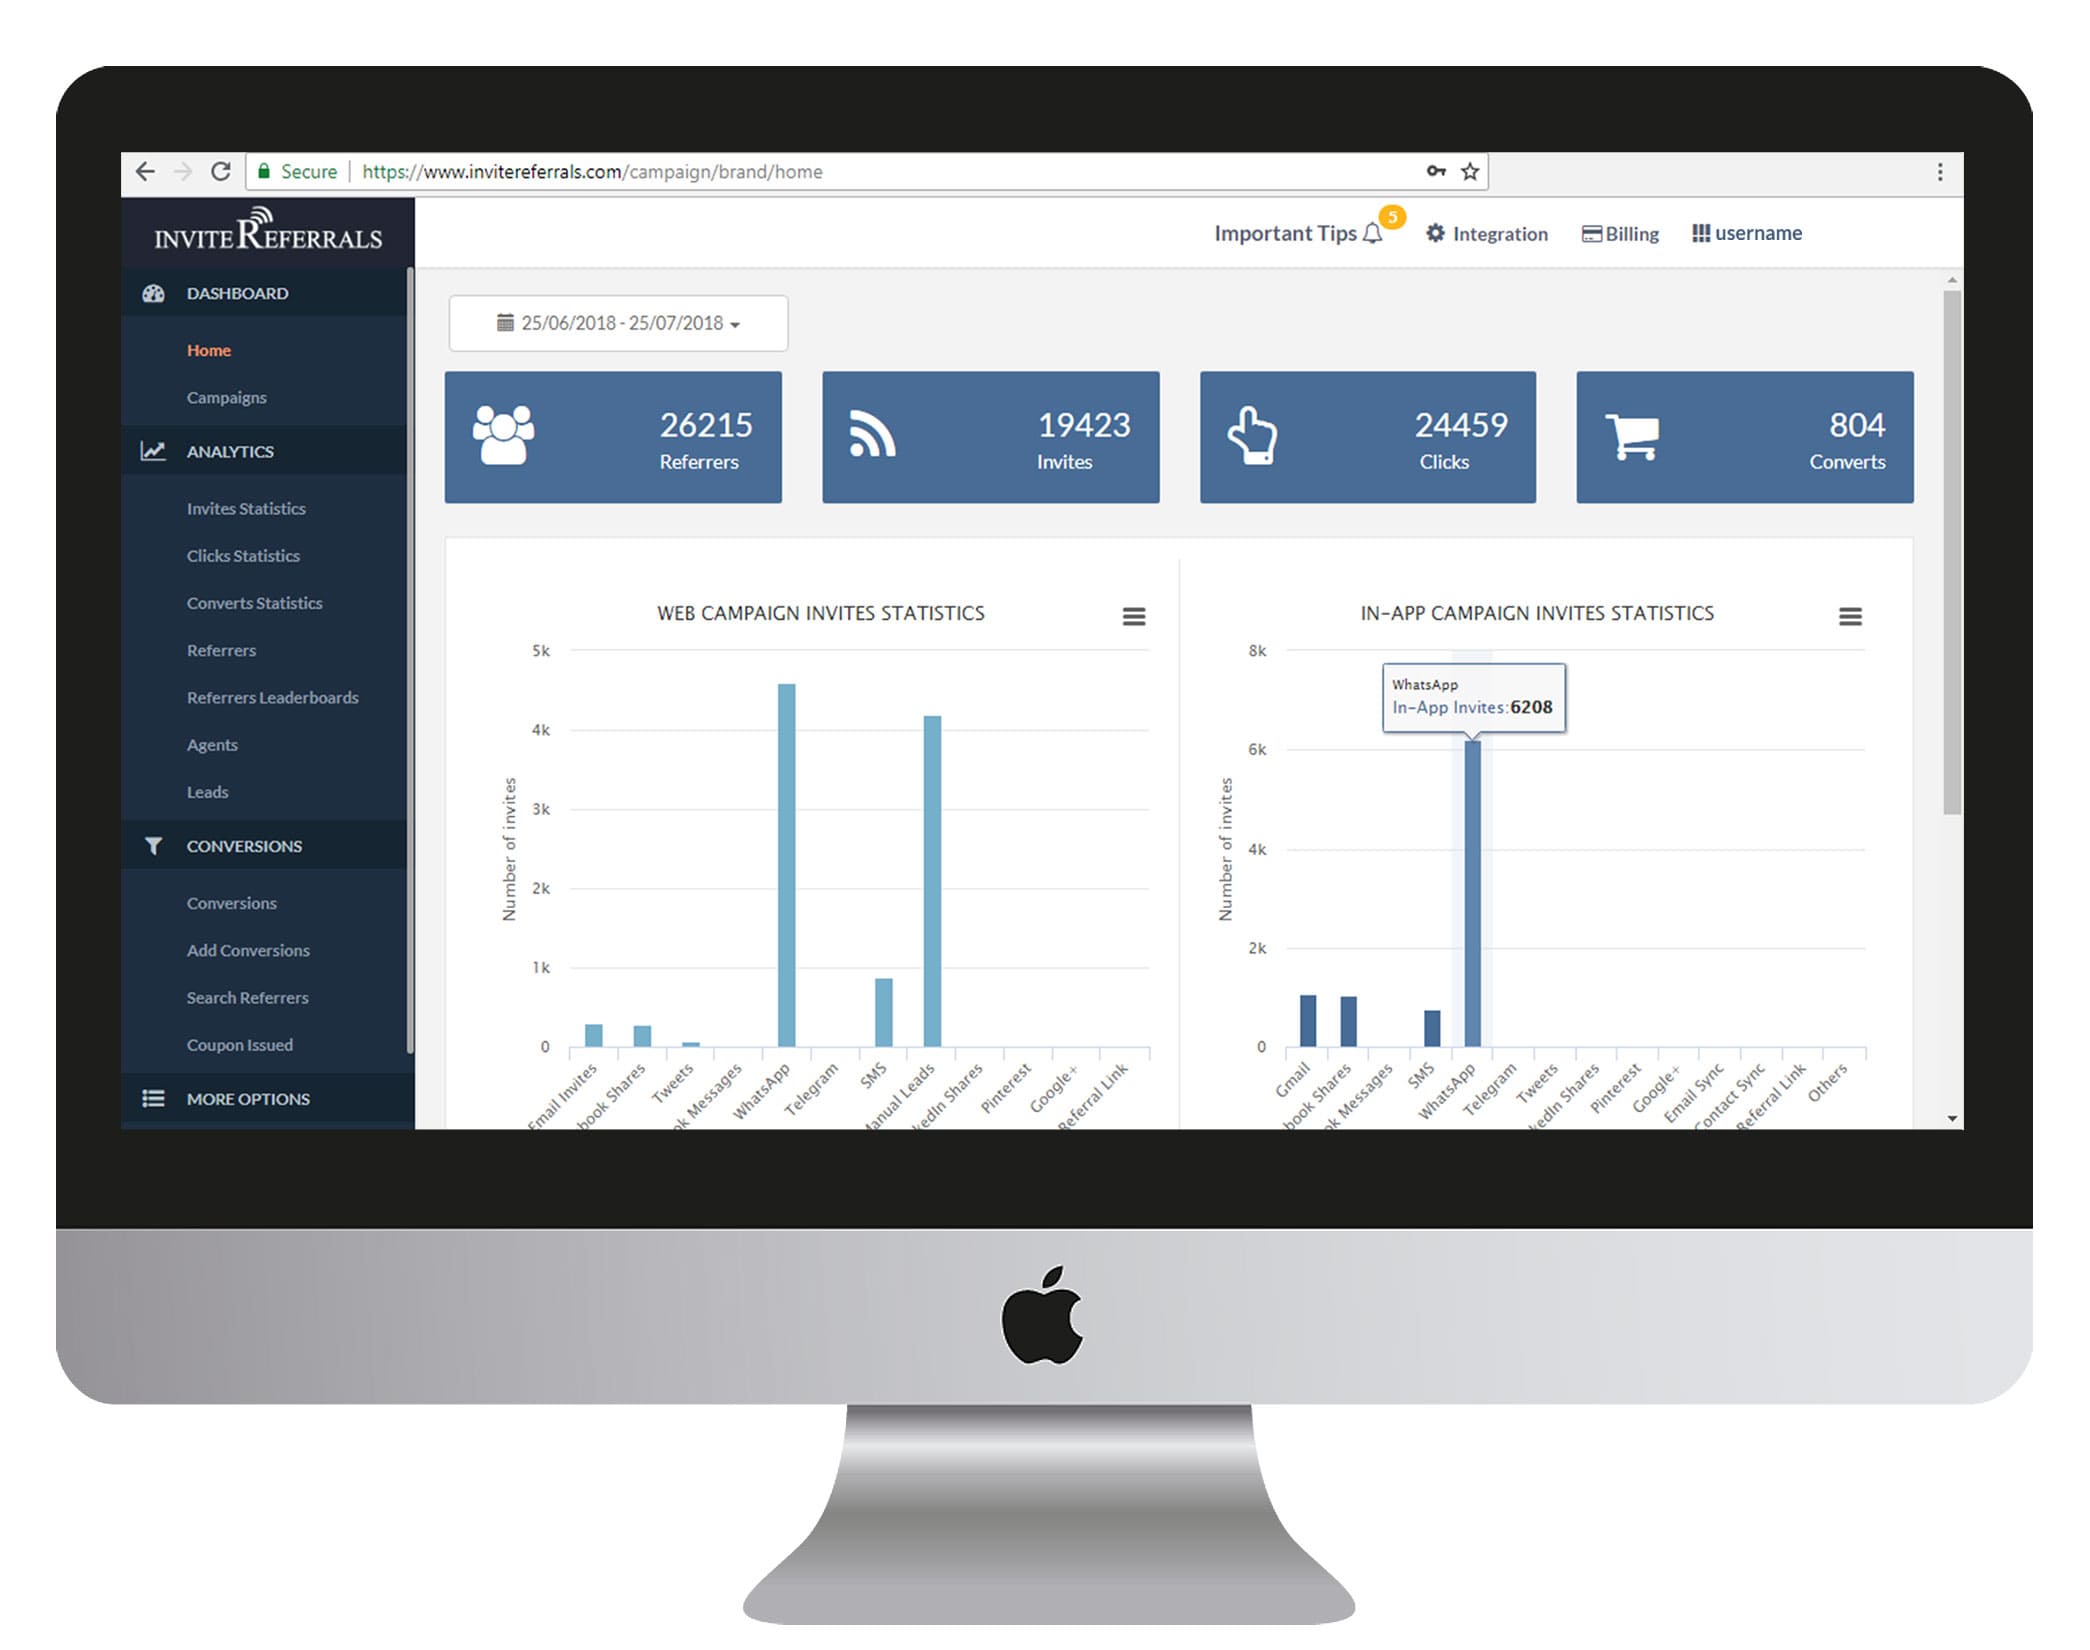 Secure | https://www.invitereferrals.com/campaign/brand/home
INVITEREFERRALS
Important Tips 5 Integration Billing username
DASHBOARD
Home
Campaigns
ANALYTICS
Invites Statistics
Clicks Statistics
Converts Statistics
Referrers
Referrers Leaderboards
Agents
Leads
CONVERSIONS
Conversions
Add Conversions
Search Referrers
Coupon Issued
MORE OPTIONS
25/06/2018 - 25/07/2018
26215
Referrers
19423
Invites
24459
Clicks
804
Converts
WEB CAMPAIGN INVITES STATISTICS
Number of invites
5k
4k
3k
2k
1k
0
Email Invites
book Shares
Tweets
ok Messages
WhatsApp
Telegram
SMS
Manual Leads
kedIn Shares
Pinterest
Google+
Referral Link
IN-APP CAMPAIGN INVITES STATISTICS
Number of invites
8k
6k
4k
2k
0
WhatsApp
In-App Invites:6208
Gmail
book Shares
ok Messages
SMS
WhatsApp
Telegram
Tweets
kedIn Shares
Pinterest
Google+
Email Sync
Contact Sync
Referral Link
Others